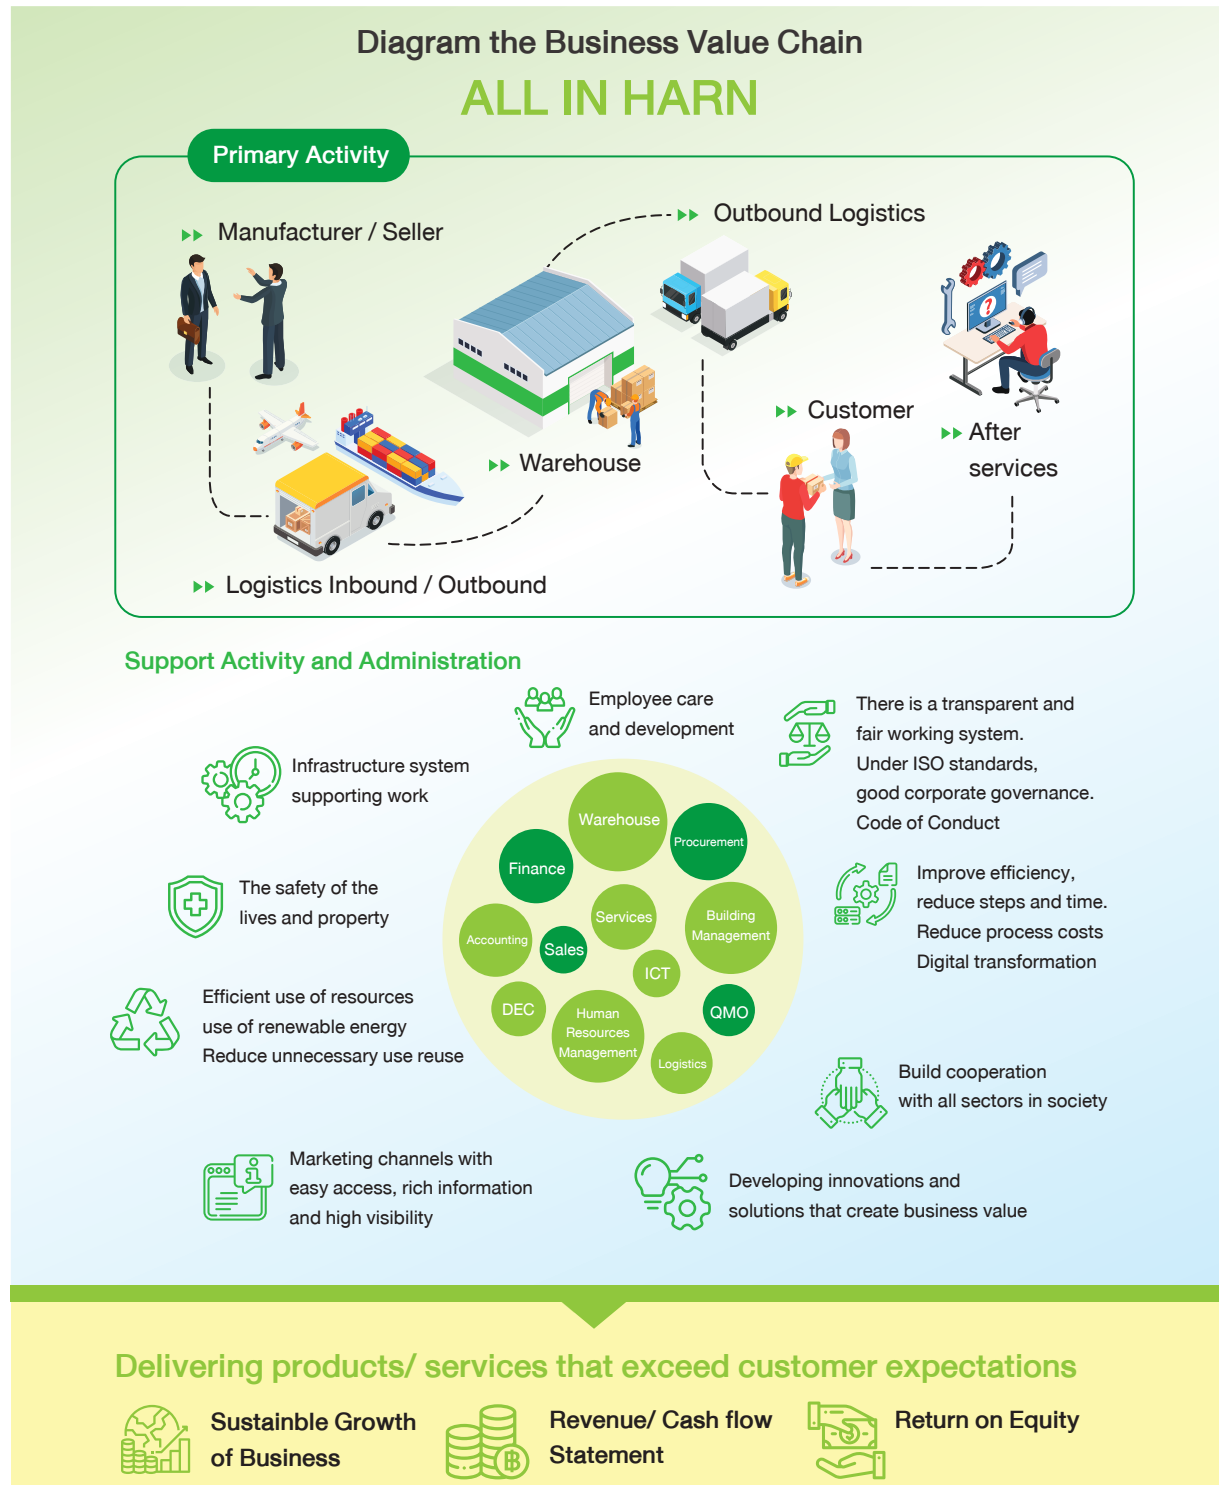 Diagram the Business Value Chain
ALL IN HARN
Primary Activity
Manufacturer / Seller
Outbound Logistics
Customer
After
services
Warehouse
Logistics Inbound / Outbound
Support Activity and Administration
Employee care
and development
There is a transparent and
fair working system.
Under ISO standards,
good corporate governance.
Code of Conduct
Infrastructure system
supporting work
The safety of the
lives and property
Improve efficiency,
reduce steps and time.
Reduce process costs
Digital transformation
Efficient use of resources
use of renewable energy
Reduce unnecessary use reuse
Warehouse
Procurement
Finance
Services
Building
Management
Accounting
Sales
ICT
DEC
Human
Resources
Management
QMO
Logistics
Build cooperation
with all sectors in society
Marketing channels with
easy access, rich information
and high visibility
Developing innovations and
solutions that create business value
Delivering products/ services that exceed customer expectations
Sustainble Growth
of Business
Revenue/ Cash flow
Statement
Return on Equity